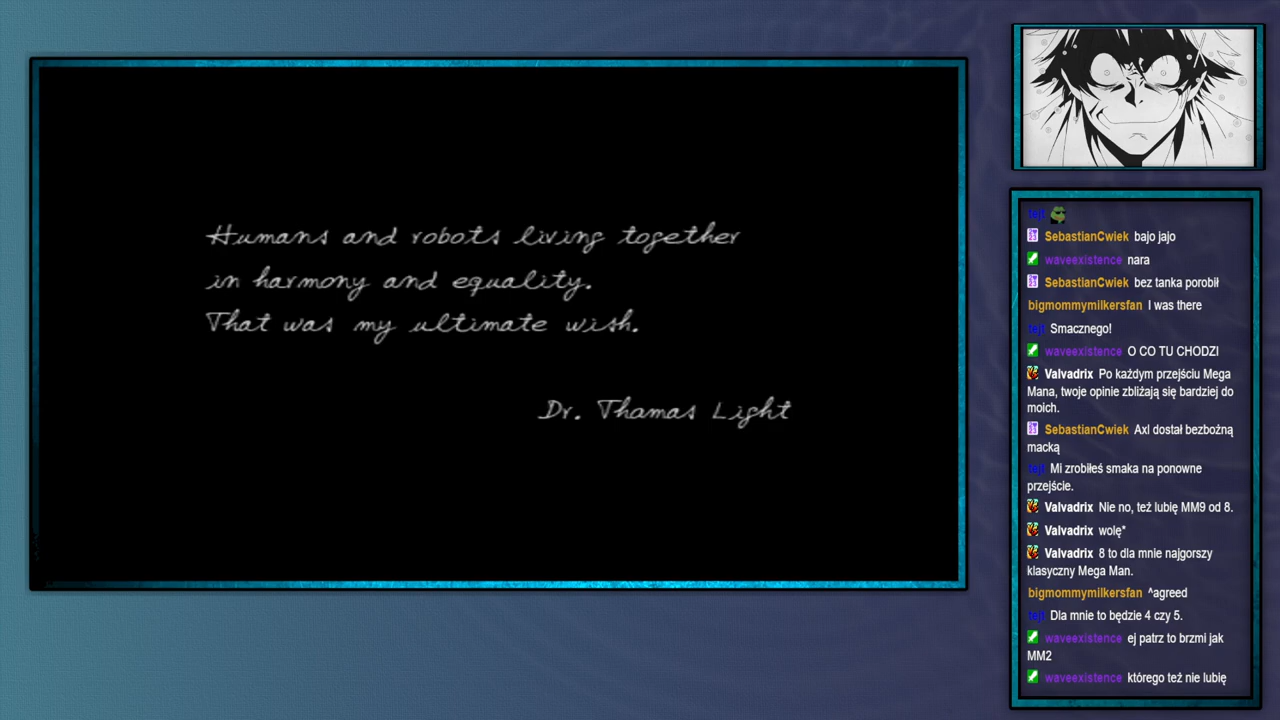 Humans and robots living together
in harmony and equality.
That was my ultimate wish.
Dr. Thamas Light
tejt
SebastianCwiek bajo jajo
waveexistence nara
SebastianCwiek bez tanka porobił
bigmommymilkersfan I was there
tejt Smacznego!
waveexistence O CO TU CHODZI
Valvadrix Po każdym przejściu Mega
Mana, twoje opinie zbliżają się bardziej do
moich.
SebastianCwiek Axl dostał bezbożną
macką
tejt Mi zrobiłeś smaka na ponowne
przejście.
Valvadrix Nie no, też lubię MM9 od 8.
Valvadrix wolę*
Valvadrix 8 to dla mnie najgorszy
klasyczny Mega Man.
bigmommymilkersfan ^agreed
tejt Dla mnie to będzie 4 czy 5.
waveexistence ej patrz to brzmi jak
MM2
waveexistence którego też nie lubię